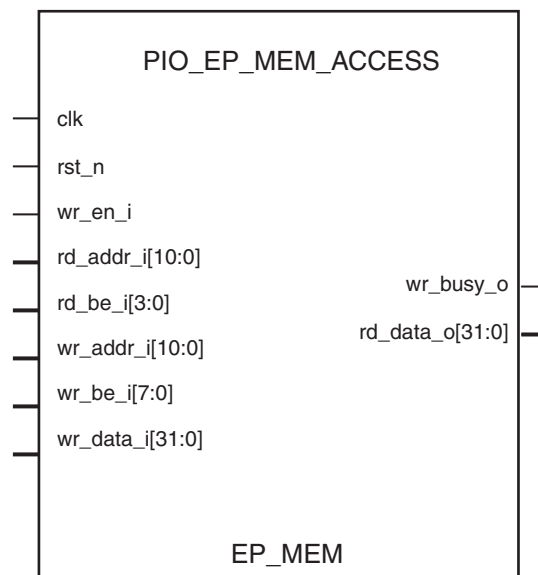 PIO_EP_MEM_ACCESS
clk
rst_n
wr_en_i
rd_addr_i[10:0]
rd_be_i[3:0]
wr_addr_i[10:0]
wr_be_i[7:0]
wr_data_i[31:0]
wr_busy_o
rd_data_o[31:0]
EP_MEM